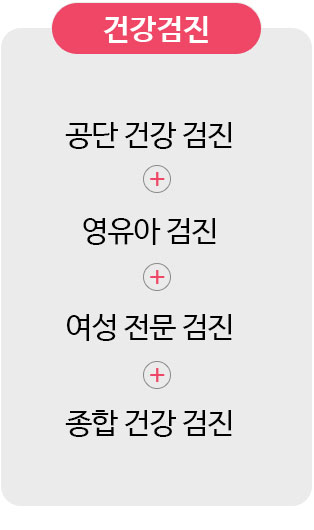 건강검진
공단 건강 검진
+
영유아 검진
+
여성 전문 검진
+
종합 건강 검진